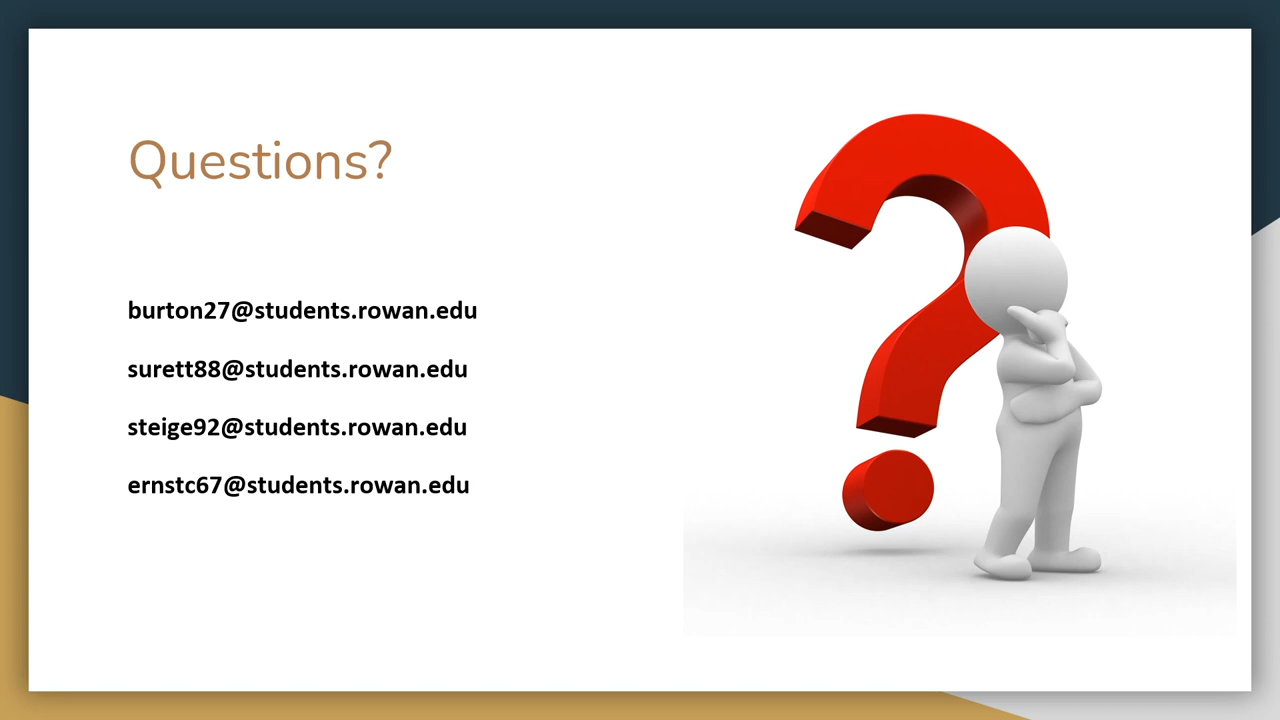 Questions?
burton27@students.rowan.edu
surett88@students.rowan.edu
steige92@students.rowan.edu
ernstc67@students.rowan.edu